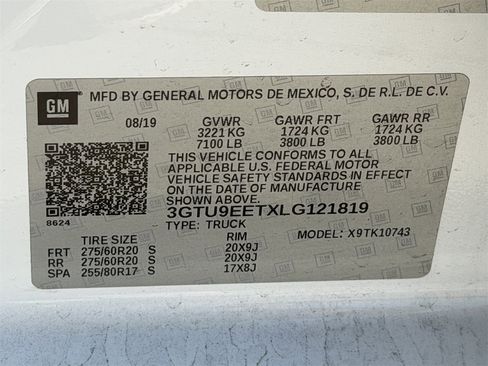 GM MFD BY GENERAL MOTORS DE MEXICO, S. DE R.L. DE C.V.
08/19 GVWR GAWR FRT GAWR RR
3221 KG 1724 KG 1724 KG
7100 LB 3800 LB 3800 LB
THIS VEHICLE CONFORMS TO ALL
APPLICABLE U.S. FEDERAL MOTOR
VEHICLE SAFETY STANDARDS IN EFFECT
ON THE DATE OF MANUFACTURE
SHOWN ABOVE.
8624 3GTU9EETXLG121819
TYPE: TRUCK MODEL: X9TK10743
TIRE SIZE RIM
FRT 275/60R20 S 20X9J
RR 275/60R20 S 20X9J
SPA 255/80R17 S 17X8J